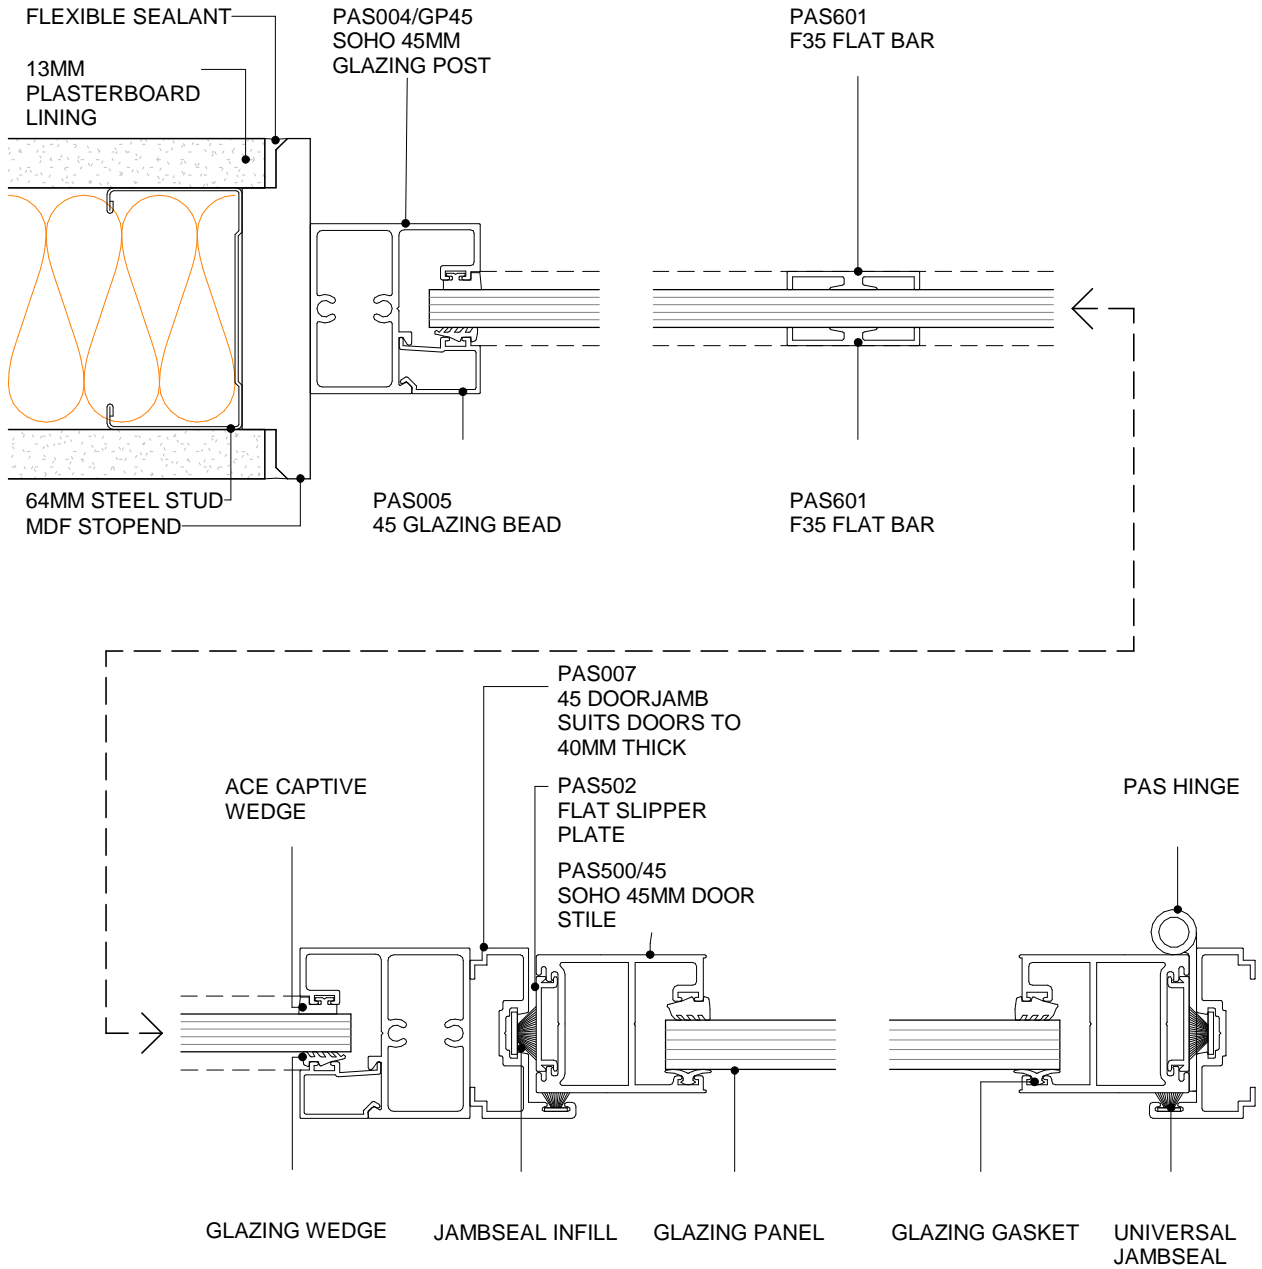 FLEXIBLE SEALANT
13MM
PLASTERBOARD
LINING
PAS004/GP45
SOHO 45MM
GLAZING POST
PAS601
F35 FLAT BAR
64MM STEEL STUD
MDF STOPEND
PAS005
45 GLAZING BEAD
PAS601
F35 FLAT BAR
PAS007
45 DOORJAMB
SUITS DOORS TO
40MM THICK
ACE CAPTIVE
WEDGE
PAS502
FLAT SLIPPER
PLATE
PAS HINGE
PAS500/45
SOHO 45MM DOOR
STILE
GLAZING WEDGE
JAMBSEAL INFILL
GLAZING PANEL
GLAZING GASKET
UNIVERSAL
JAMBSEAL